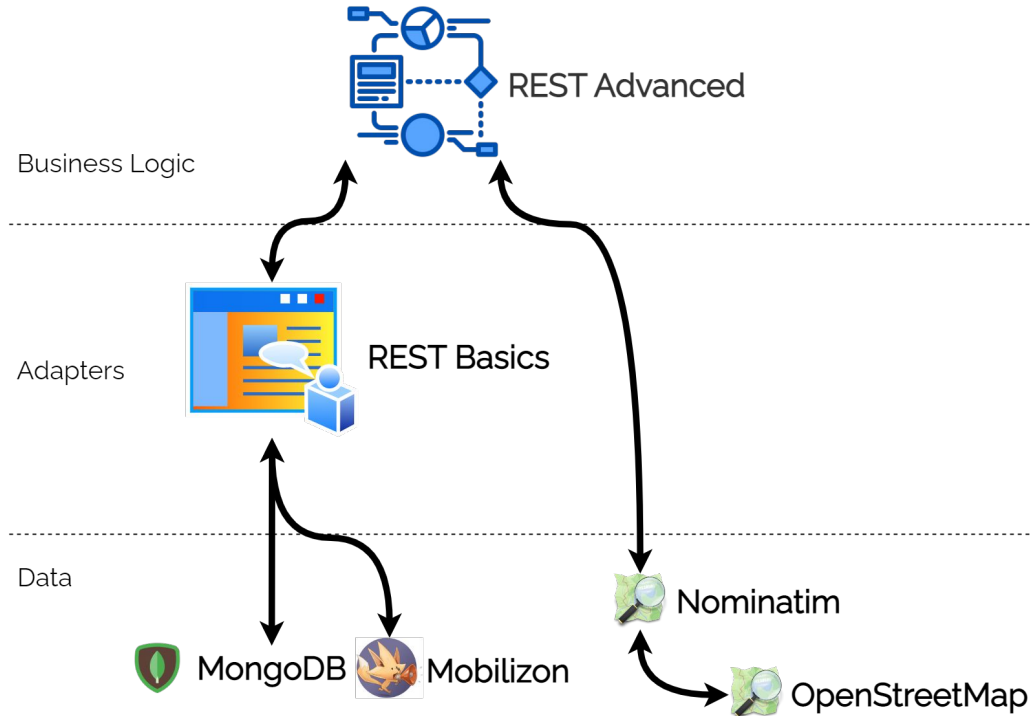 REST Advanced
Business Logic
REST Basics
Adapters
Data
Nominatim
MongoDB
Mobilizon
OpenStreetMap